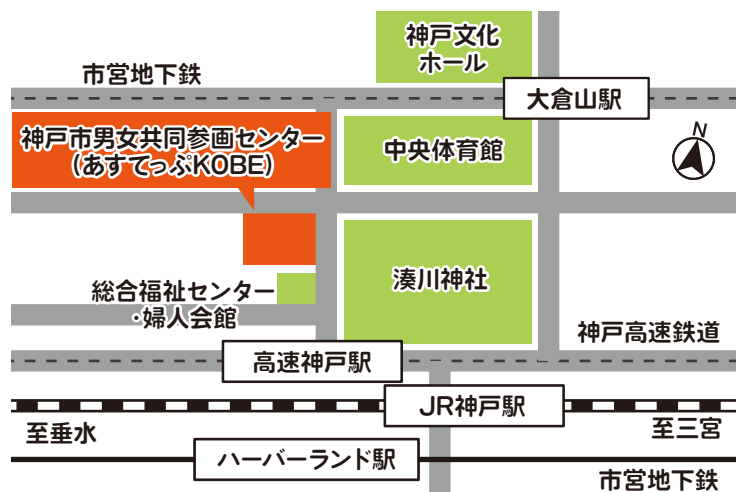 神戸文化
ホール
市営地下鉄
大倉山駅
神戸市男女共同参画センター
(あすてっぷKOBE)
中央体育館
N
湊川神社
総合福祉センター
・婦人会館
神戸高速鉄道
高速神戸駅
JR神戸駅
至垂水
至三宮
ハーバーランド駅
市営地下鉄